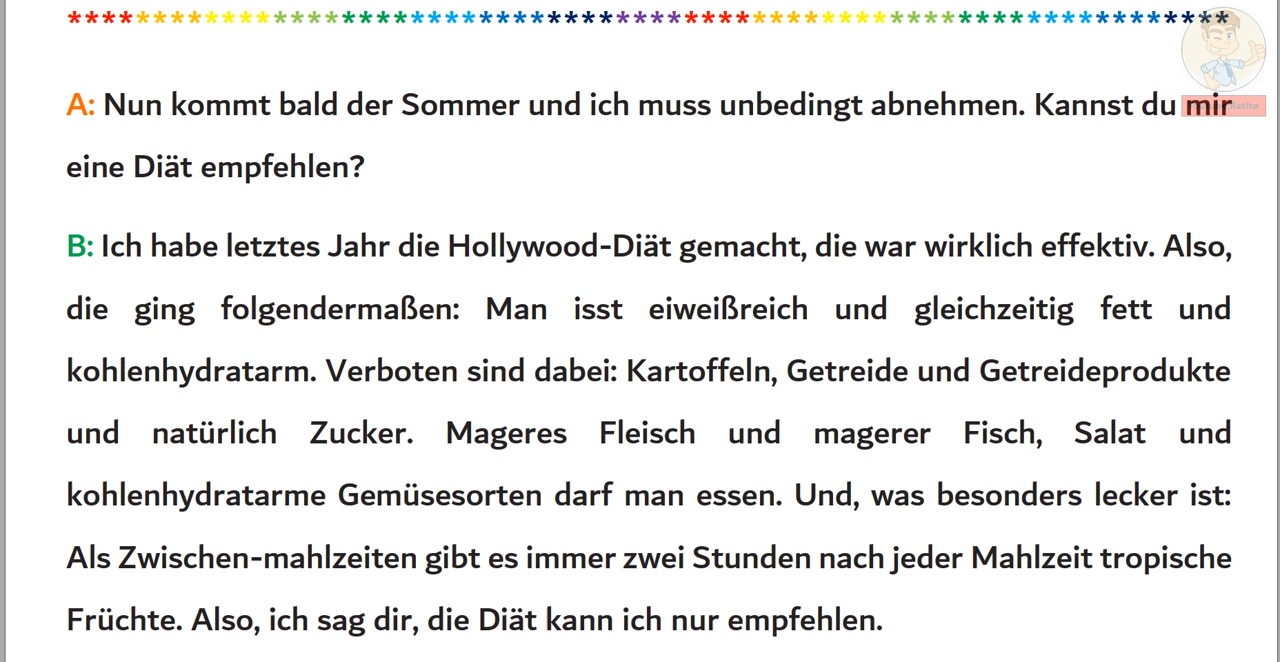 A: Nun kommt bald der Sommer und ich muss unbedingt abnehmen. Kannst du mir
eine Diät empfehlen?
B: Ich habe letztes Jahr die Hollywood-Diät gemacht, die war wirklich effektiv. Also,
die ging folgendermaßen: Man isst eiweißreich und gleichzeitig fett und
kohlenhydratarm. Verboten sind dabei: Kartoffeln, Getreide und Getreideprodukte
und natürlich Zucker. Mageres Fleisch und magerer Fisch, Salat und
kohlenhydratarme Gemüsesorten darf man essen. Und, was besonders lecker ist:
Als Zwischen-mahlzeiten gibt es immer zwei Stunden nach jeder Mahlzeit tropische
Früchte. Also, ich sag dir, die Diät kann ich nur empfehlen.